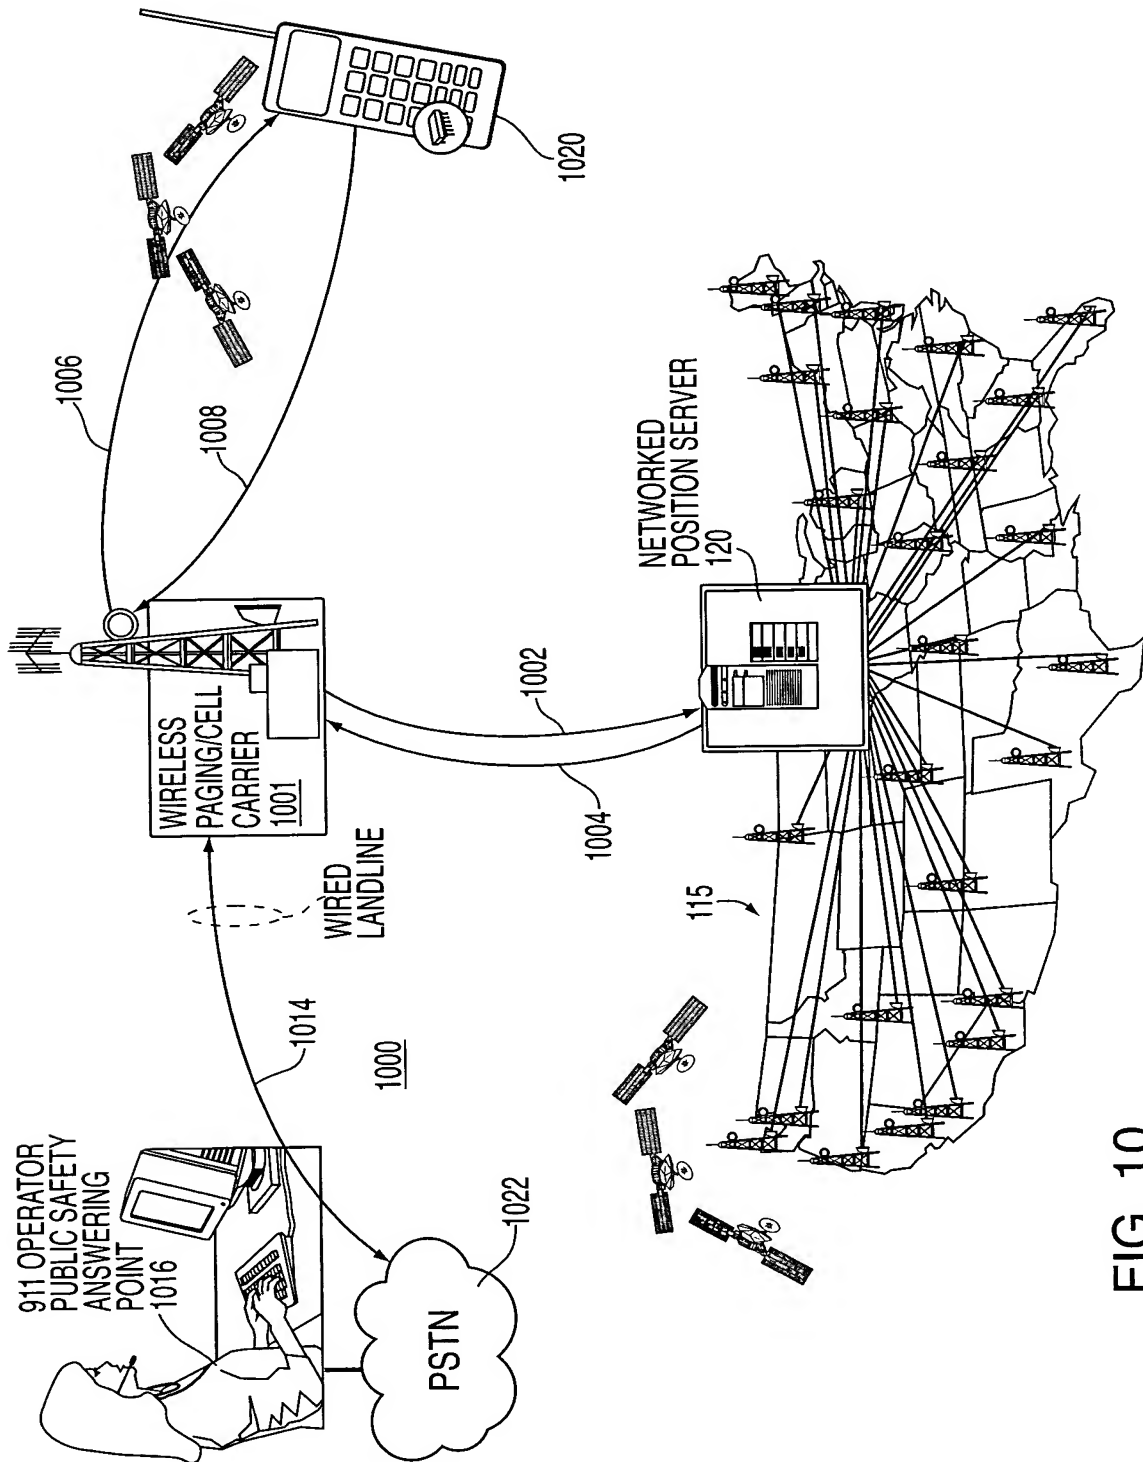 911 OPERATOR
PUBLIC SAFETY
ANSWERING
POINT
1016
PSTN
1022
1014
1000
WIRED
LANDLINE
WIRELESS
PAGING/CELL
CARRIER
1001
1006
1008
1020
1002
1004
NETWORKED
POSITION SERVER
120
115
FIG. 10